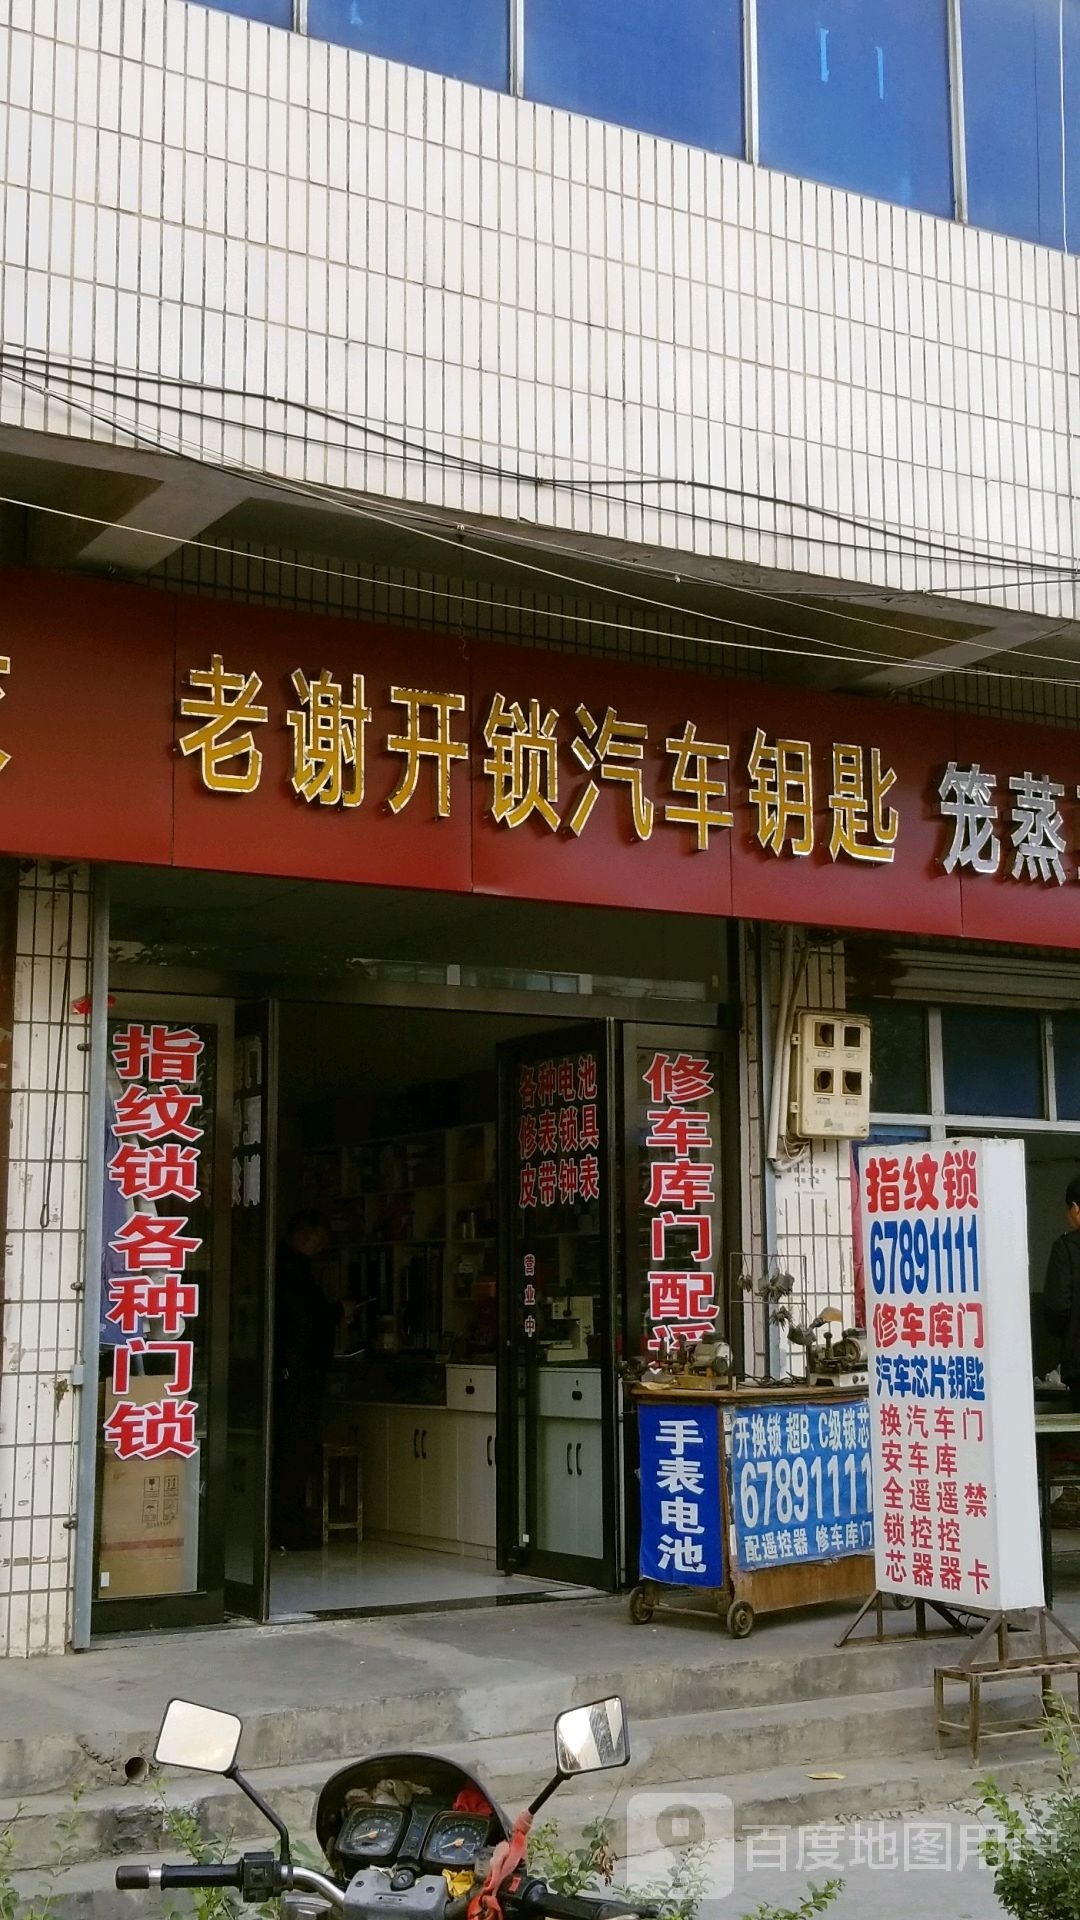 老谢开锁汽车钥匙
笼蒸
指纹锁各种门锁
各种电池
修表锁具
皮带钟表
营业中
修车库门配遥
手表电池
开换锁 超B、C级锁芯
67891111
配遥控器 修车库门
指纹锁
67891111
修车库门
汽车芯片钥匙
换安全锁芯
汽车遥控器
车库遥控器
门禁卡
百度地图用户